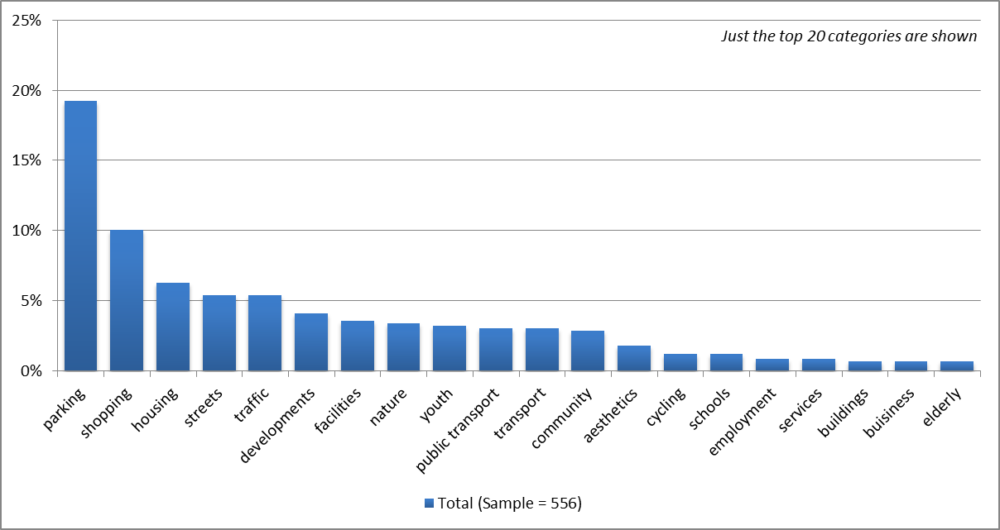 25%
Just the top 20 categories are shown
20%
15%
10%
5%
0%
parking
shopping
housing
streets
traffic
developments
facilities
nature
youth
public transport
transport
community
aesthetics
cycling
schools
employment
services
buildings
buisiness
elderly
Total (Sample = 556)